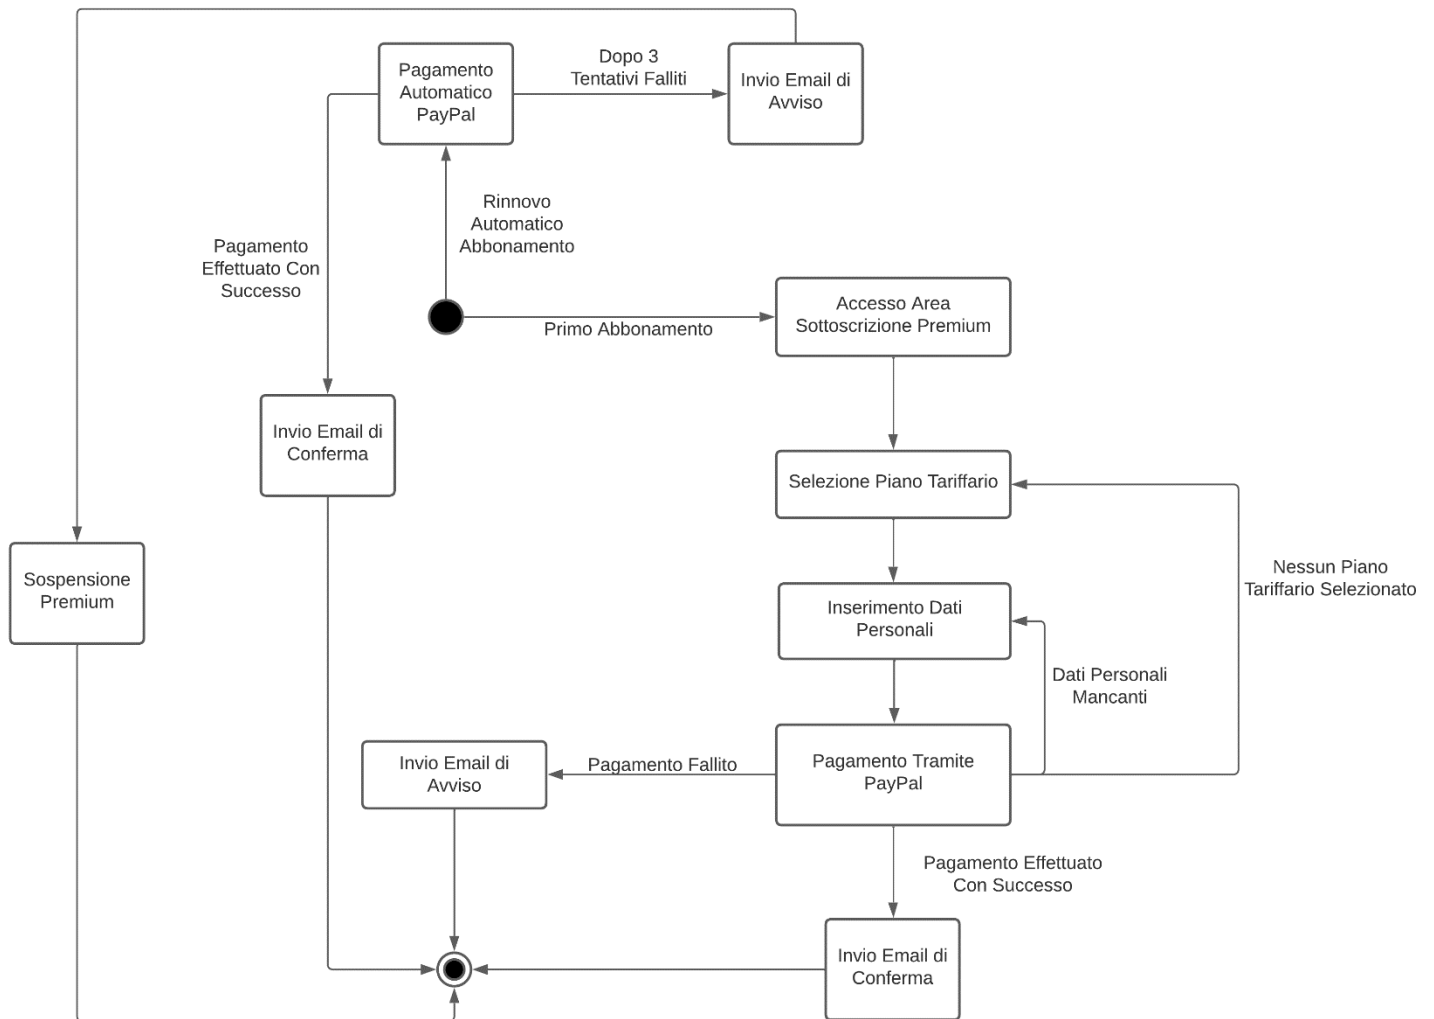 Pagamento
Automatico
PayPal
Dopo 3
Tentativi Falliti
Invio Email di
Avviso
Rinnovo
Automatico
Abbonamento
Pagamento
Effettuato Con
Successo
Primo Abbonamento
Accesso Area
Sottoscrizione Premium
Invio Email di
Conferma
Selezione Piano Tariffario
Sospensione
Premium
Nessun Piano
Tariffario Selezionato
Inserimento Dati
Personali
Dati Personali
Mancanti
Invio Email di
Avviso
Pagamento Fallito
Pagamento Tramite
PayPal
Pagamento Effettuato
Con Successo
Invio Email di
Conferma